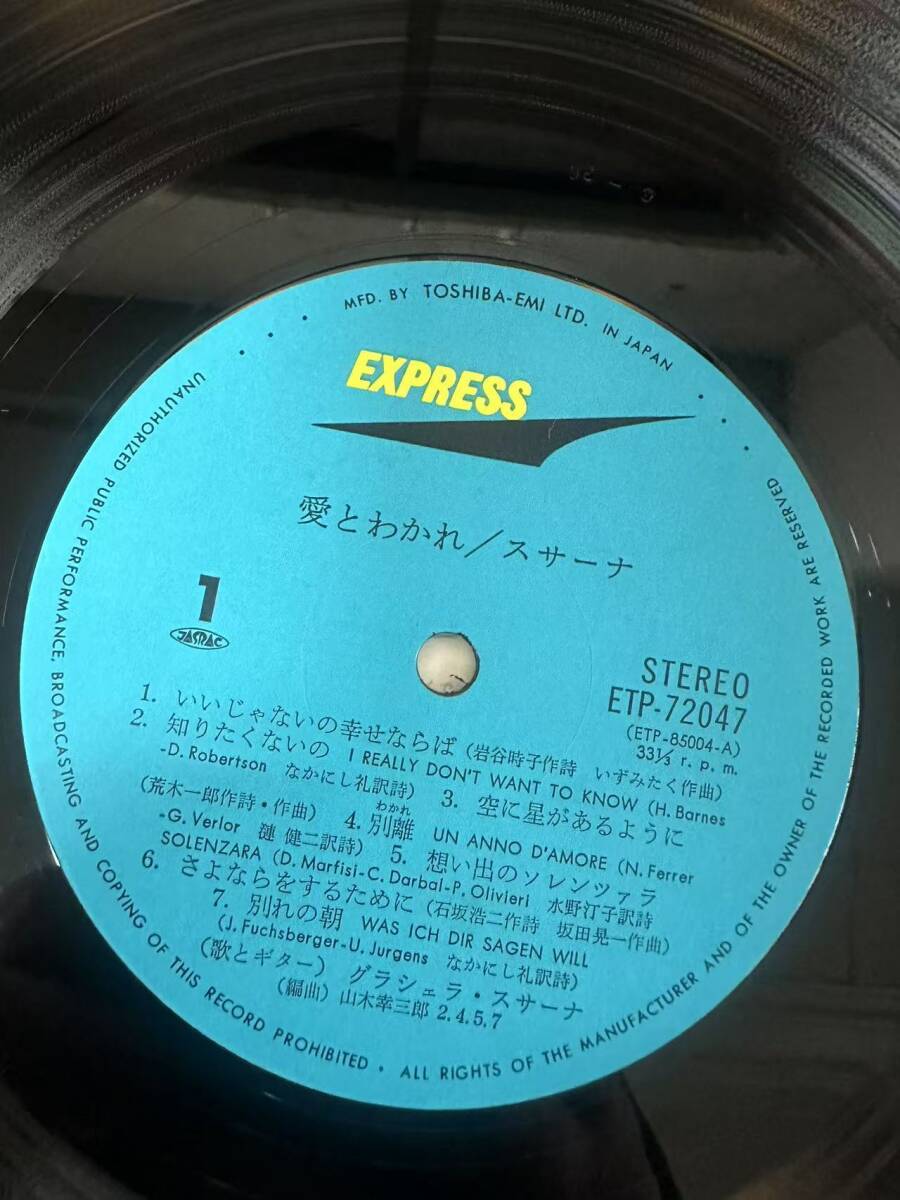 MFD. BY TOSHIBA-EMI LTD. IN JAPAN
EXPRESS
愛とわかれ/スサーナ
1
JASRAC
STEREO
ETP-72047
(ETP-85004-A)
33⅓ r. p. m.
1. いいじゃないの幸せならば (岩谷時子作詩 いずみたく作曲)
2. 知りたくないの I REALLY DON'T WANT TO KNOW (H. Barnes
-D. Robertson なかにし礼訳詩) 3. 空に星があるように
(荒木一郎作詩・作曲) 4. 別離 UN ANNO D'AMORE (N. Ferrer
わかれ
-G. Verlor 漣 健二訳詩) 5. 想い出のソレンツァラ
SOLENZARA (D. Marfisi-C. Darbal-P. Olivieri 水野汀子訳詩)
6. さよならをするために (石坂浩二作詩 坂田晃一作曲)
7. 別れの朝 WAS ICH DIR SAGEN WILL
(J. Fuchsberger-U. Jurgens なかにし礼訳詩)
(歌とギター) グラシェラ・スサーナ
(編曲) 山木幸三郎 2.4.5.7
UNAUTHORIZED PUBLIC PERFORMANCE, BROADCASTING AND COPYING OF THIS RECORD PROHIBITED • ALL RIGHTS OF THE MANUFACTURER AND OF THE OWNER OF THE RECORDED WORK ARE RESERVED